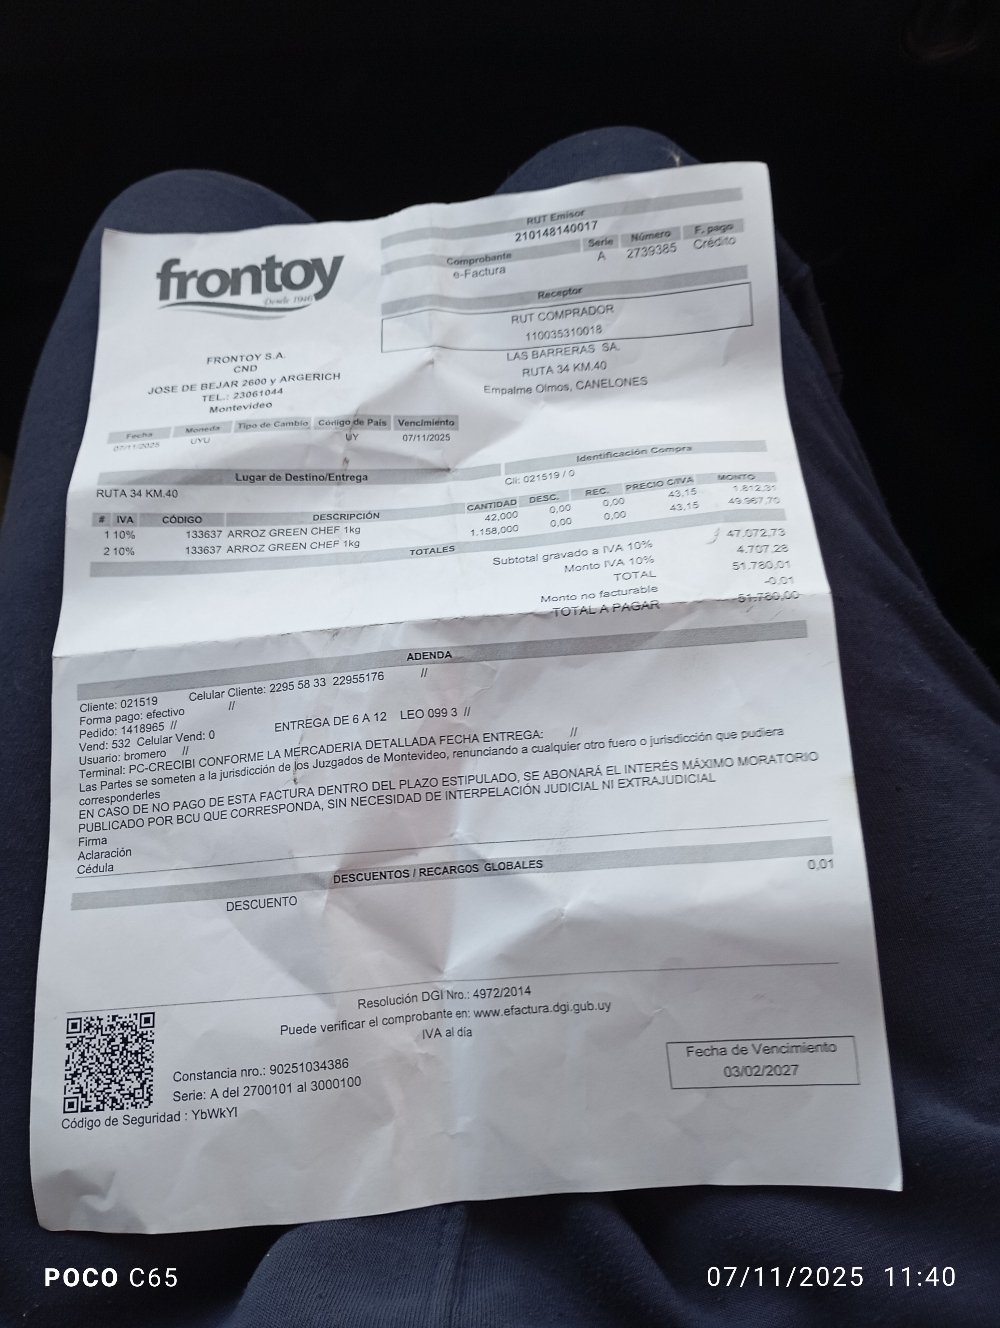 frontoy
Desde 1946
FRONTOY S.A.
CND
JOSE DE BEJAR 2600 y ARGERICH
TEL.: 23061044
Montevideo
RUT Emisor
210148140017
Comprobante Serie Número F. pago
e-Factura A 2739385 Crédito
Receptor
RUT COMPRADOR
110035310018
LAS BARRERAS SA.
RUTA 34 KM.40
Empalme Olmos, CANELONES
Fecha Moneda Tipo de Cambio Código de País Vencimiento
07/11/2025 UYU UY 07/11/2025
Lugar de Destino/Entrega Identificación Compra
RUTA 34 KM.40 Cli: 021519 / 0
# IVA CÓDIGO DESCRIPCIÓN CANTIDAD DESC. REC. PRECIO C/IVA MONTO
1 10% 133637 ARROZ GREEN CHEF 1kg 42,000 0,00 0,00 43,15 1.812,31
2 10% 133637 ARROZ GREEN CHEF 1kg 1.158,000 0,00 0,00 43,15 49.967,70
TOTALES
Subtotal gravado a IVA 10% 47.072,73
Monto IVA 10% 4.707,28
TOTAL 51.780,01
Monto no facturable -0,01
TOTAL A PAGAR 51.780,00
ADENDA
Cliente: 021519 Celular Cliente: 2295 58 33 22955176 //
Forma pago: efectivo //
Pedido: 1418965 // ENTREGA DE 6 A 12 LEO 099 3 //
Vend: 532 Celular Vend: 0
Usuario: bromero //
Terminal: PC-CRECIBI CONFORME LA MERCADERIA DETALLADA FECHA ENTREGA: //
Las Partes se someten a la jurisdicción de los Juzgados de Montevideo, renunciando a cualquier otro fuero o jurisdicción que pudiera
corresponderles
EN CASO DE NO PAGO DE ESTA FACTURA DENTRO DEL PLAZO ESTIPULADO, SE ABONARÁ EL INTERÉS MÁXIMO MORATORIO
PUBLICADO POR BCU QUE CORRESPONDA, SIN NECESIDAD DE INTERPELACIÓN JUDICIAL NI EXTRAJUDICIAL
Firma
Aclaración
Cédula
DESCUENTOS / RECARGOS GLOBALES
DESCUENTO 0,01
Resolución DGI Nro.: 4972/2014
Puede verificar el comprobante en: www.efactura.dgi.gub.uy
IVA al día
Constancia nro.: 90251034386
Serie: A del 2700101 al 3000100
Código de Seguridad : YbWkYl
Fecha de Vencimiento
03/02/2027
POCO C65
07/11/2025 11:40